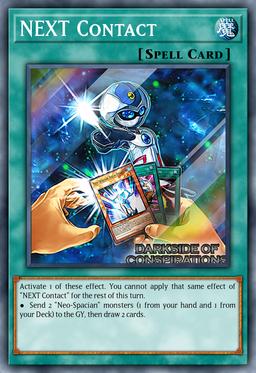 NEXT Contact
[Spell Card]
DARKSIDE OF
CONSPIRATIONS
Activate 1 of these effect. You cannot apply that same effect of
"NEXT Contact" for the rest of this turn.
● Send 2 "Neo-Spacian" monsters (1 from your hand and 1 from
your Deck) to the GY, then draw 2 cards.